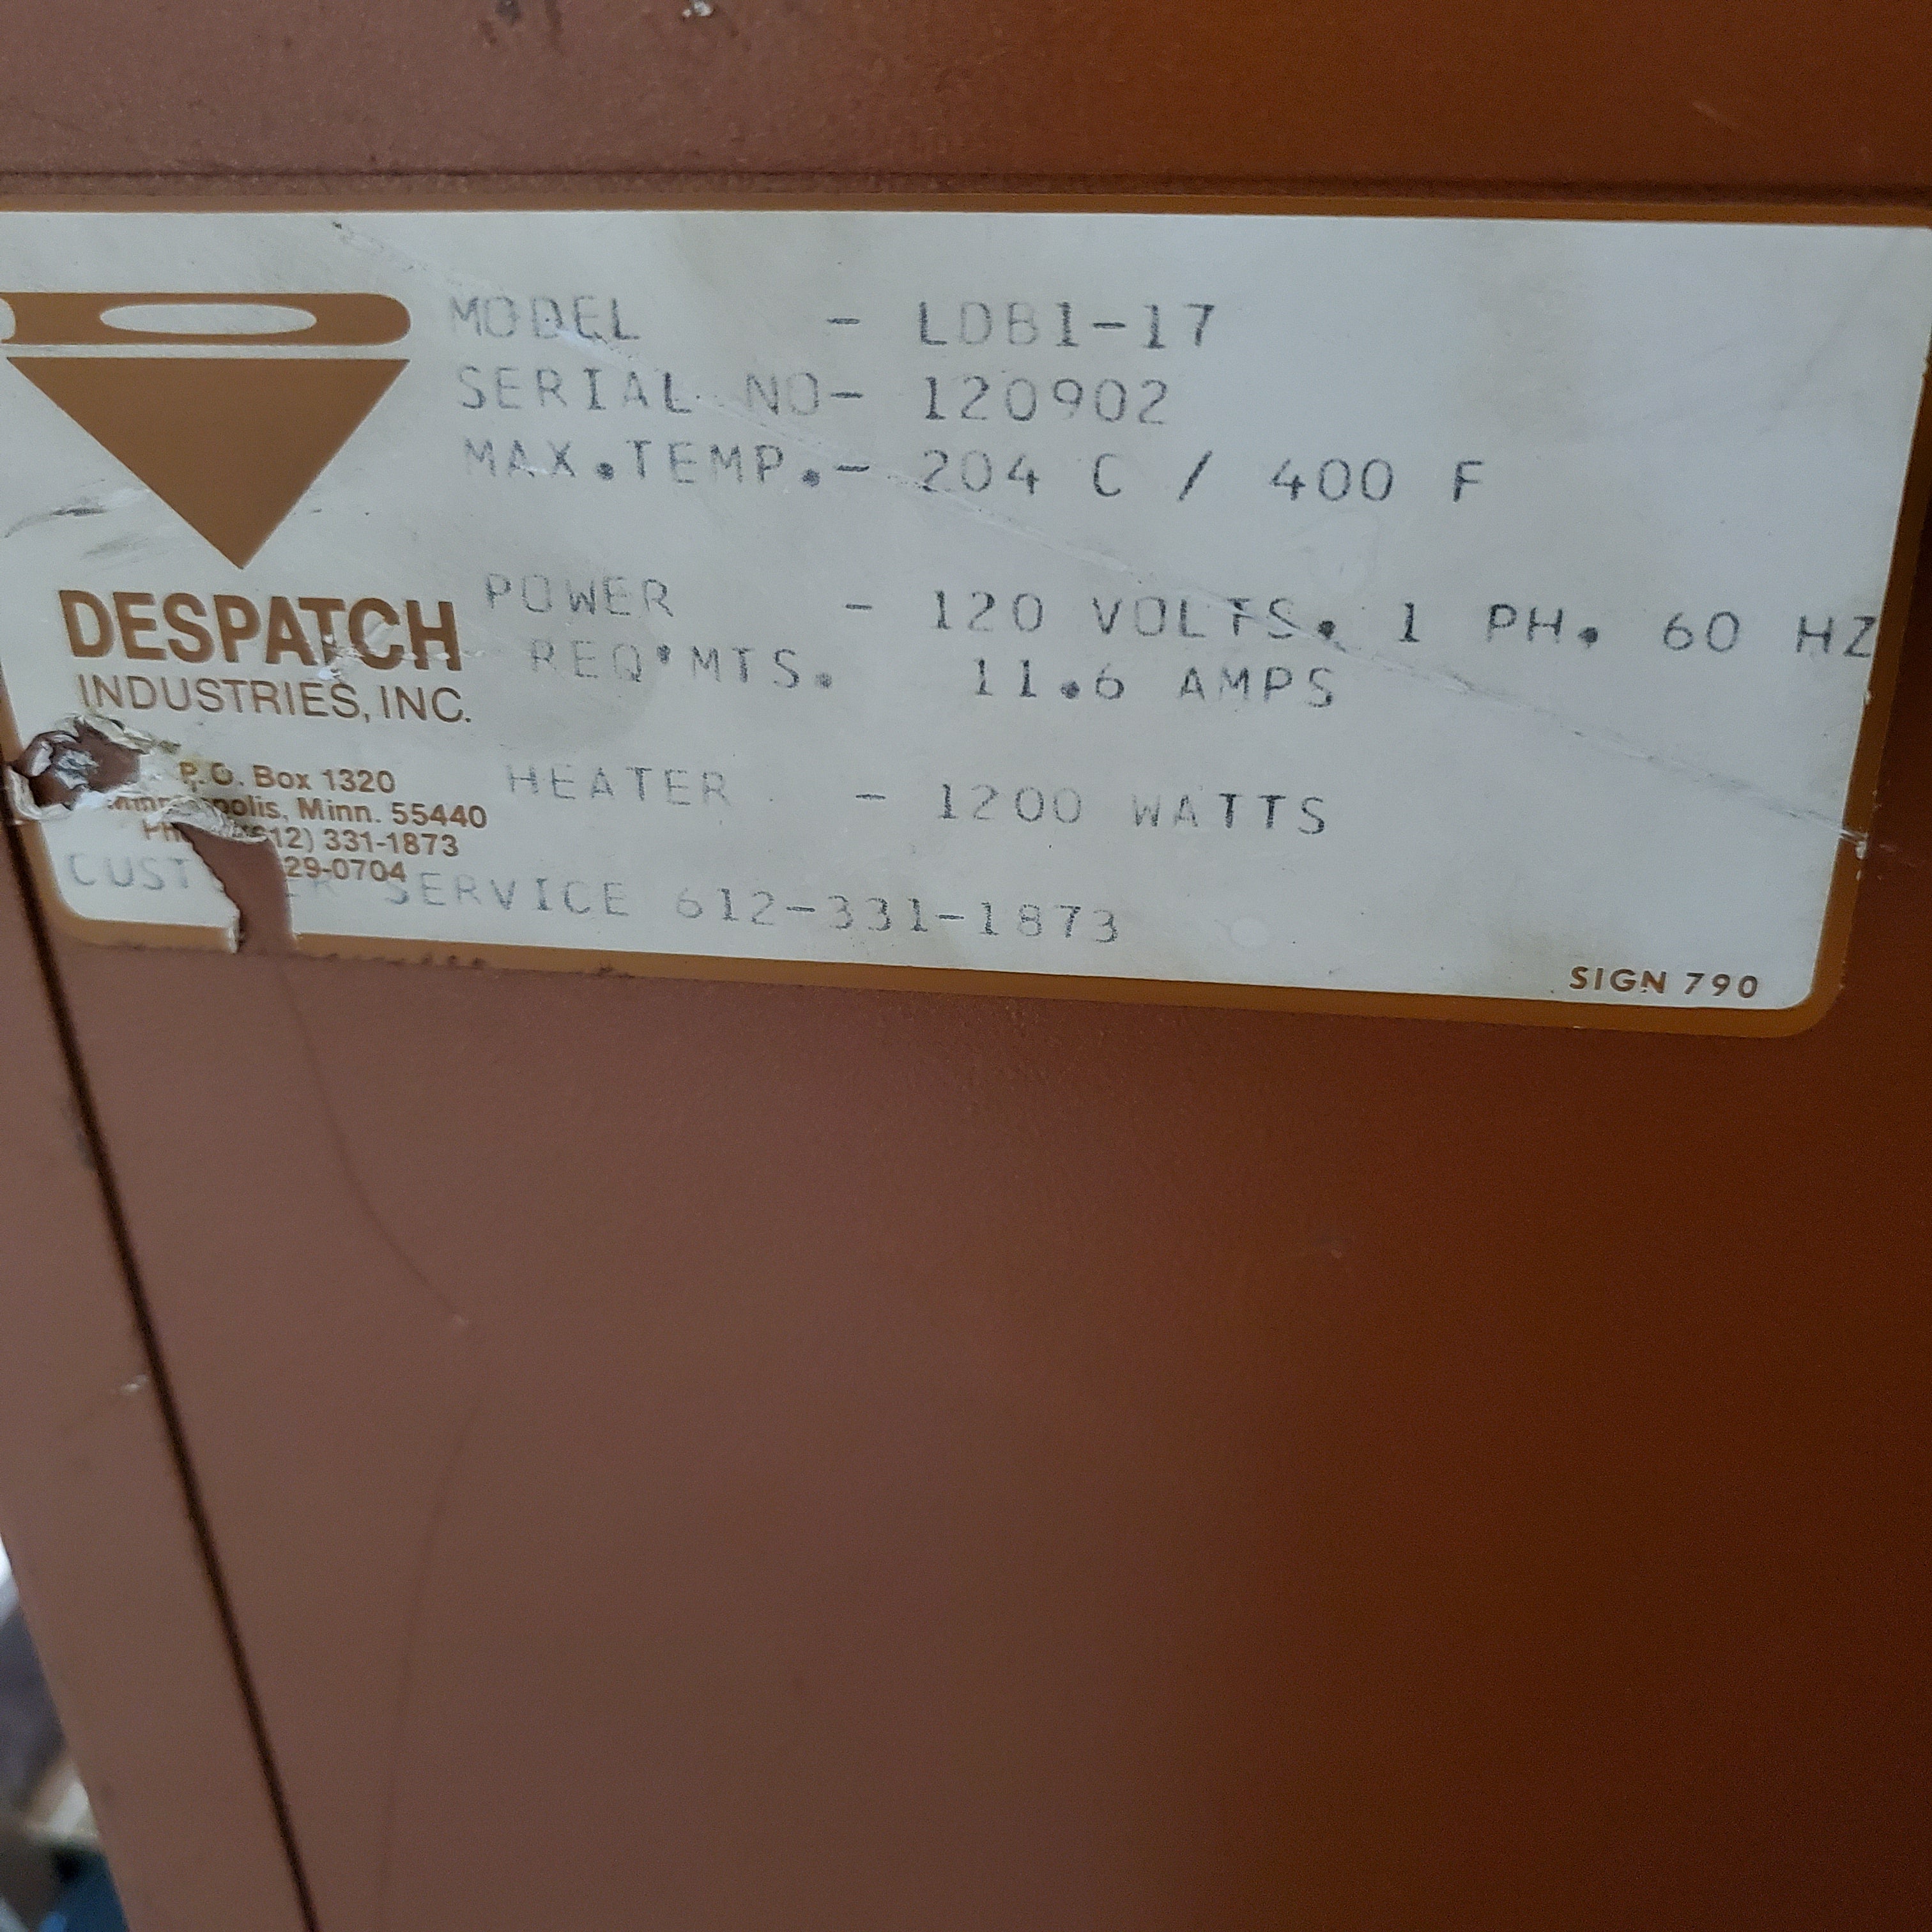 MODEL - LDB1-17
SERIAL NO- 120902
MAX.TEMP.- 204 C / 400 F
POWER - 120 VOLTS. 1 PH. 60 HZ
REQ'MTS. 11.6 AMPS
HEATER - 1200 WATTS
DESPATCH
INDUSTRIES, INC.
P.O. Box 1320
Minn. 55440
331-1873
29-0704
SERVICE 612-331-1873
SIGN 790